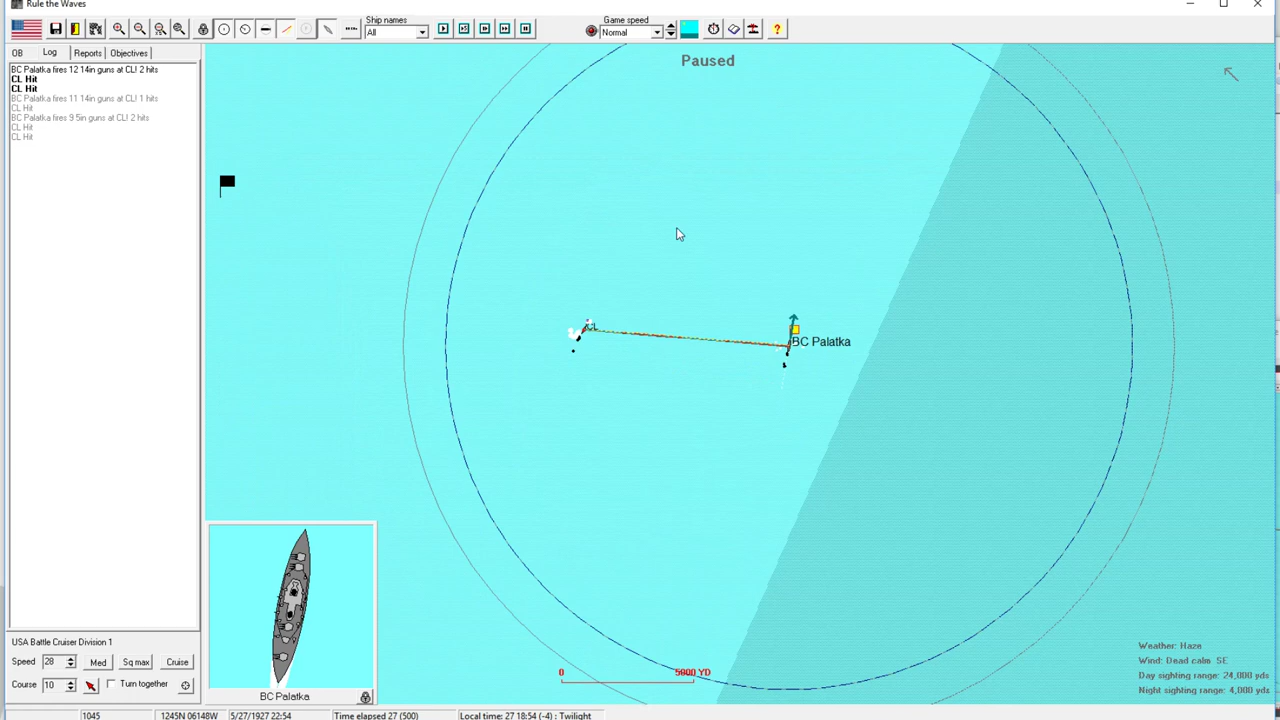 Rule the Waves
Ship names
All
Game speed
Normal
OB
Log
Reports
Objectives
BC Palatka fires 12 14in guns at CL! 2 hits
CL Hit
CL Hit
BC Palatka fires 11 14in guns at CL! 1 hits
CL Hit
BC Palatka fires 9 5in guns at CL! 2 hits
CL Hit
CL Hit
Paused
CL
BC Palatka
USA Battle Cruiser Division 1
Speed 28 Med Sq max Cruise
Course 10 Turn together
BC Palatka
0 5000 YD
Weather: Haze
Wind: Dead calm SE
Day sighting range: 24,000 yds
Night sighting range: 4,000 yds
1045
1245N 06148W
5/27/1927 22:54
Time elapsed 27 (500)
Local time: 27 18:54 (-4) : Twilight